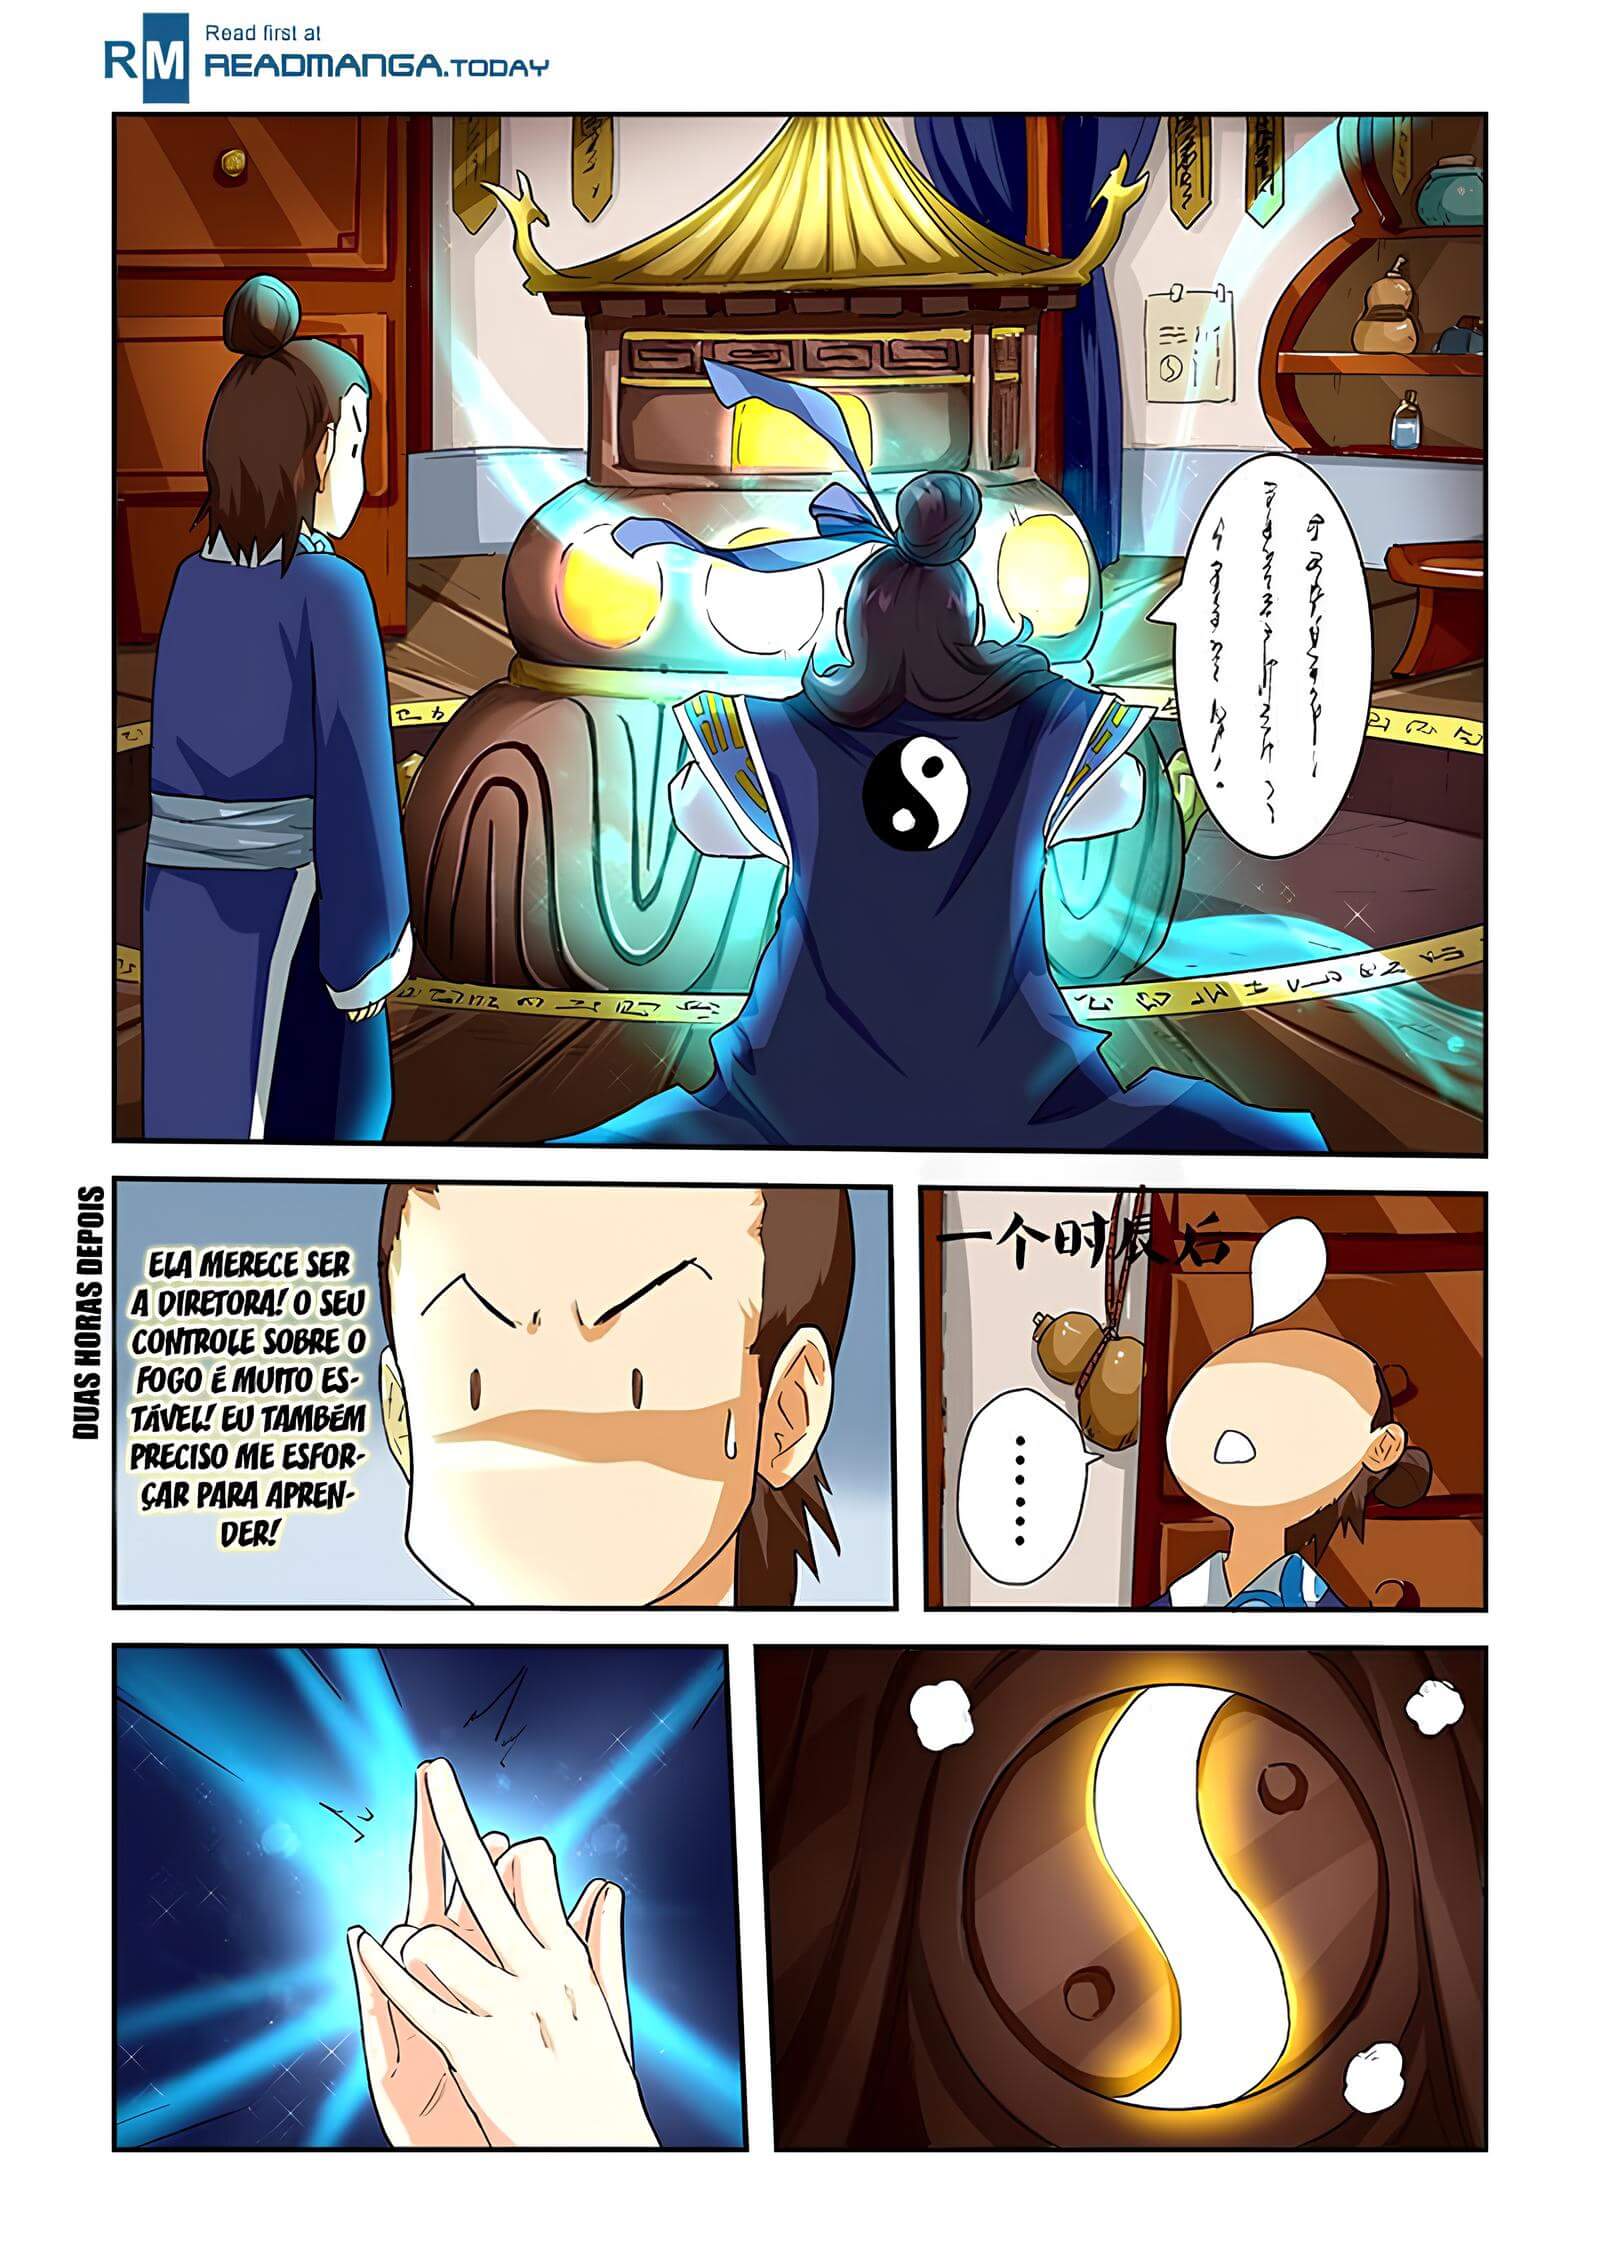 RM
Read first at
READMANGA.TODAY
一个时辰后
......
DUAS HORAS DEPOIS
ELA MERECE SER
A DIRETORA! O SEU
CONTROLE SOBRE O
FOGO É MUITO ES-
TÁVEL! EU TAMBÉM
PRECISO ME ESFOR-
ÇAR PARA APREN-
DER!